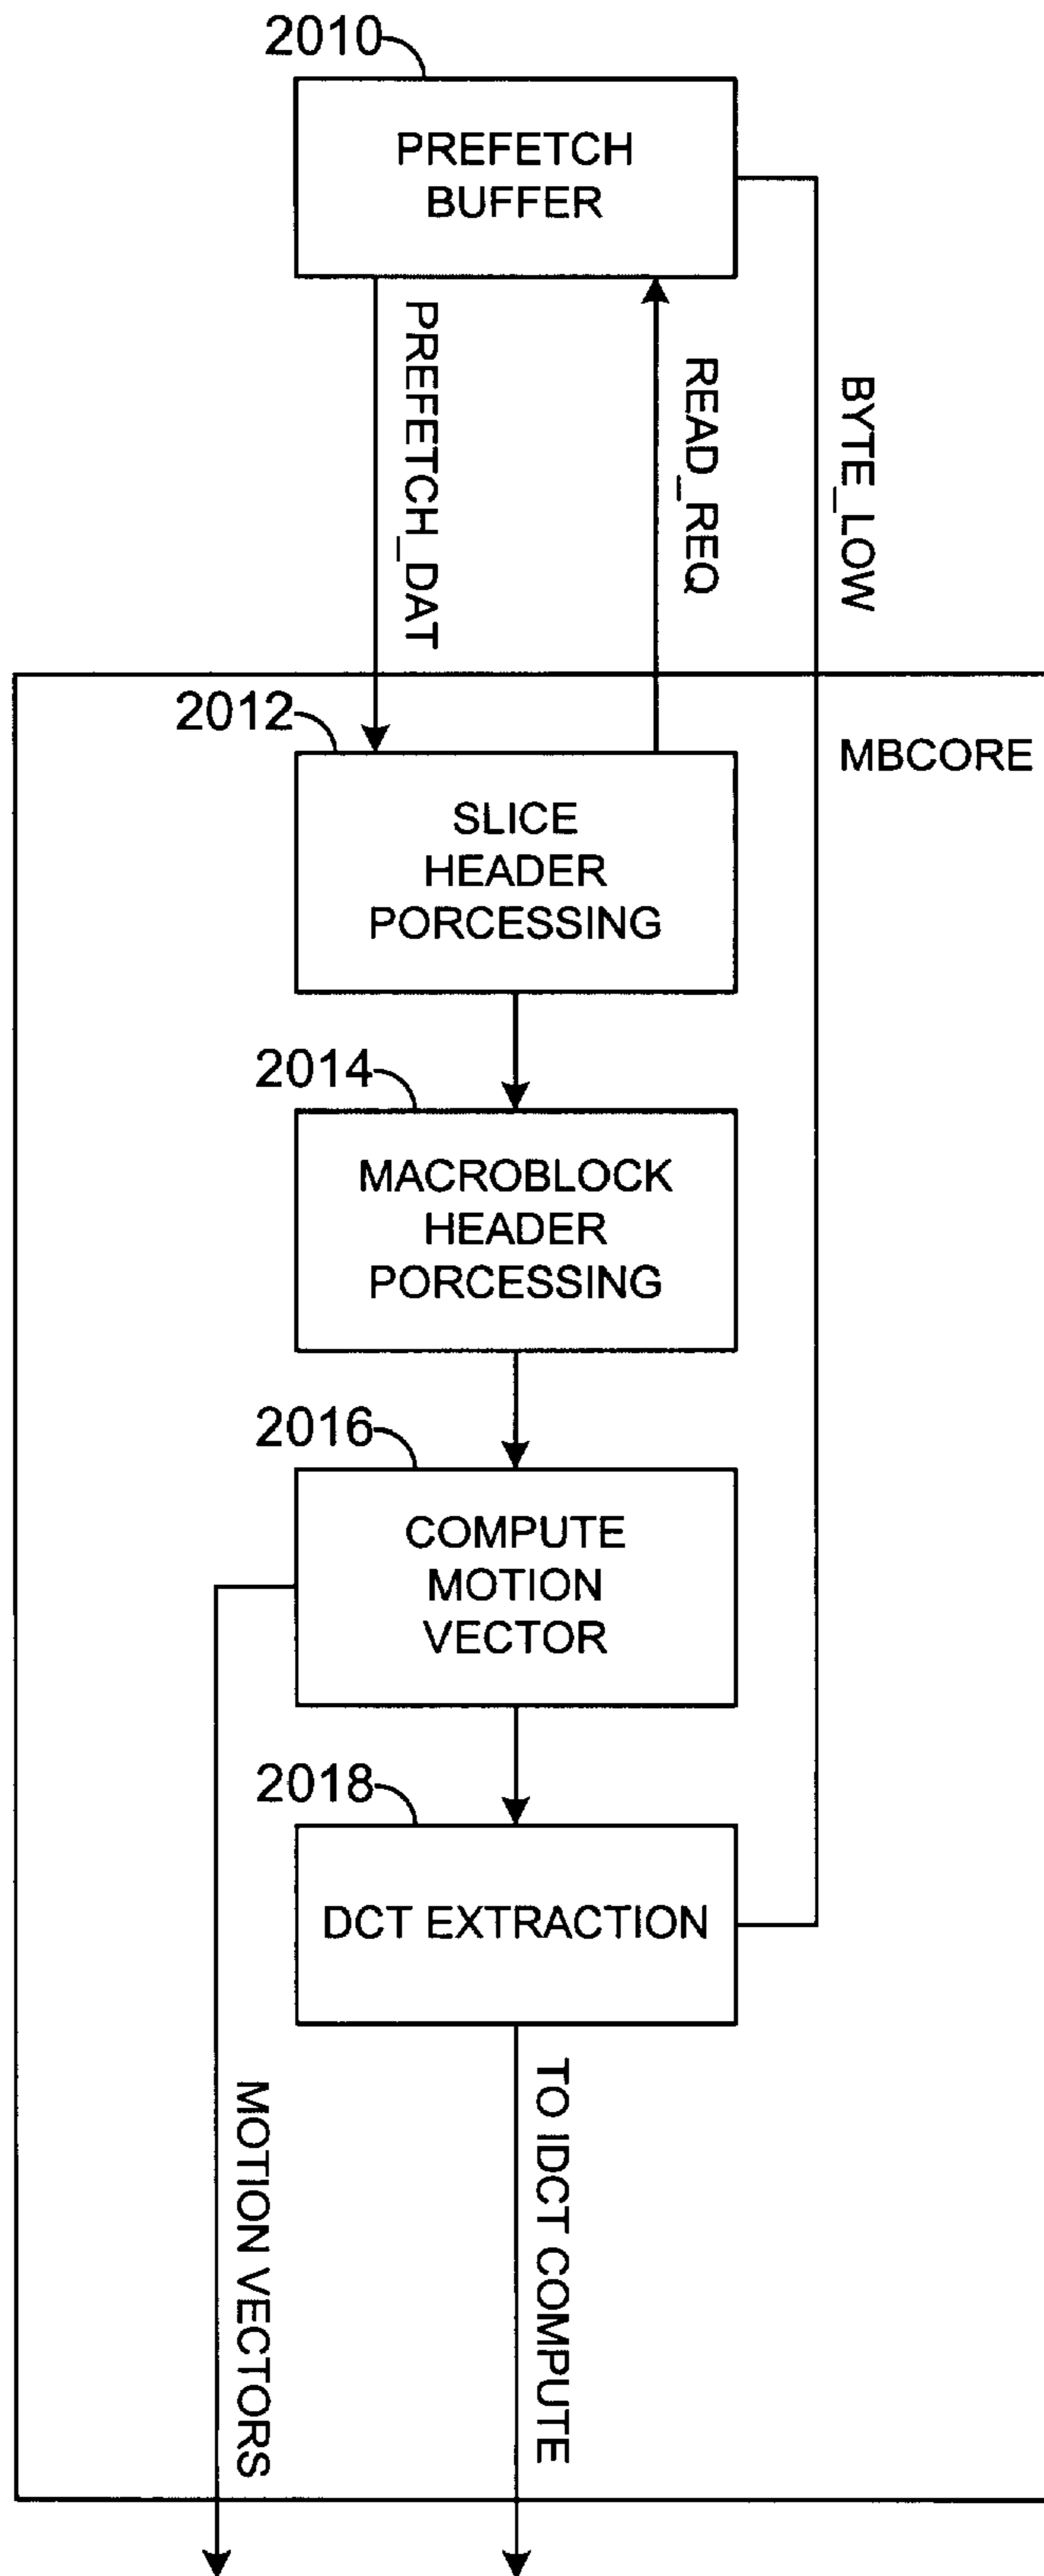 2010
PREFETCH
BUFFER
PREFETCH_DAT
READ_REQ
BYTE_LOW
MBCORE
2012
SLICE
HEADER
PORCESSING
2014
MACROBLOCK
HEADER
PORCESSING
2016
COMPUTE
MOTION
VECTOR
2018
DCT EXTRACTION
MOTION VECTORS
TO IDCT COMPUTE